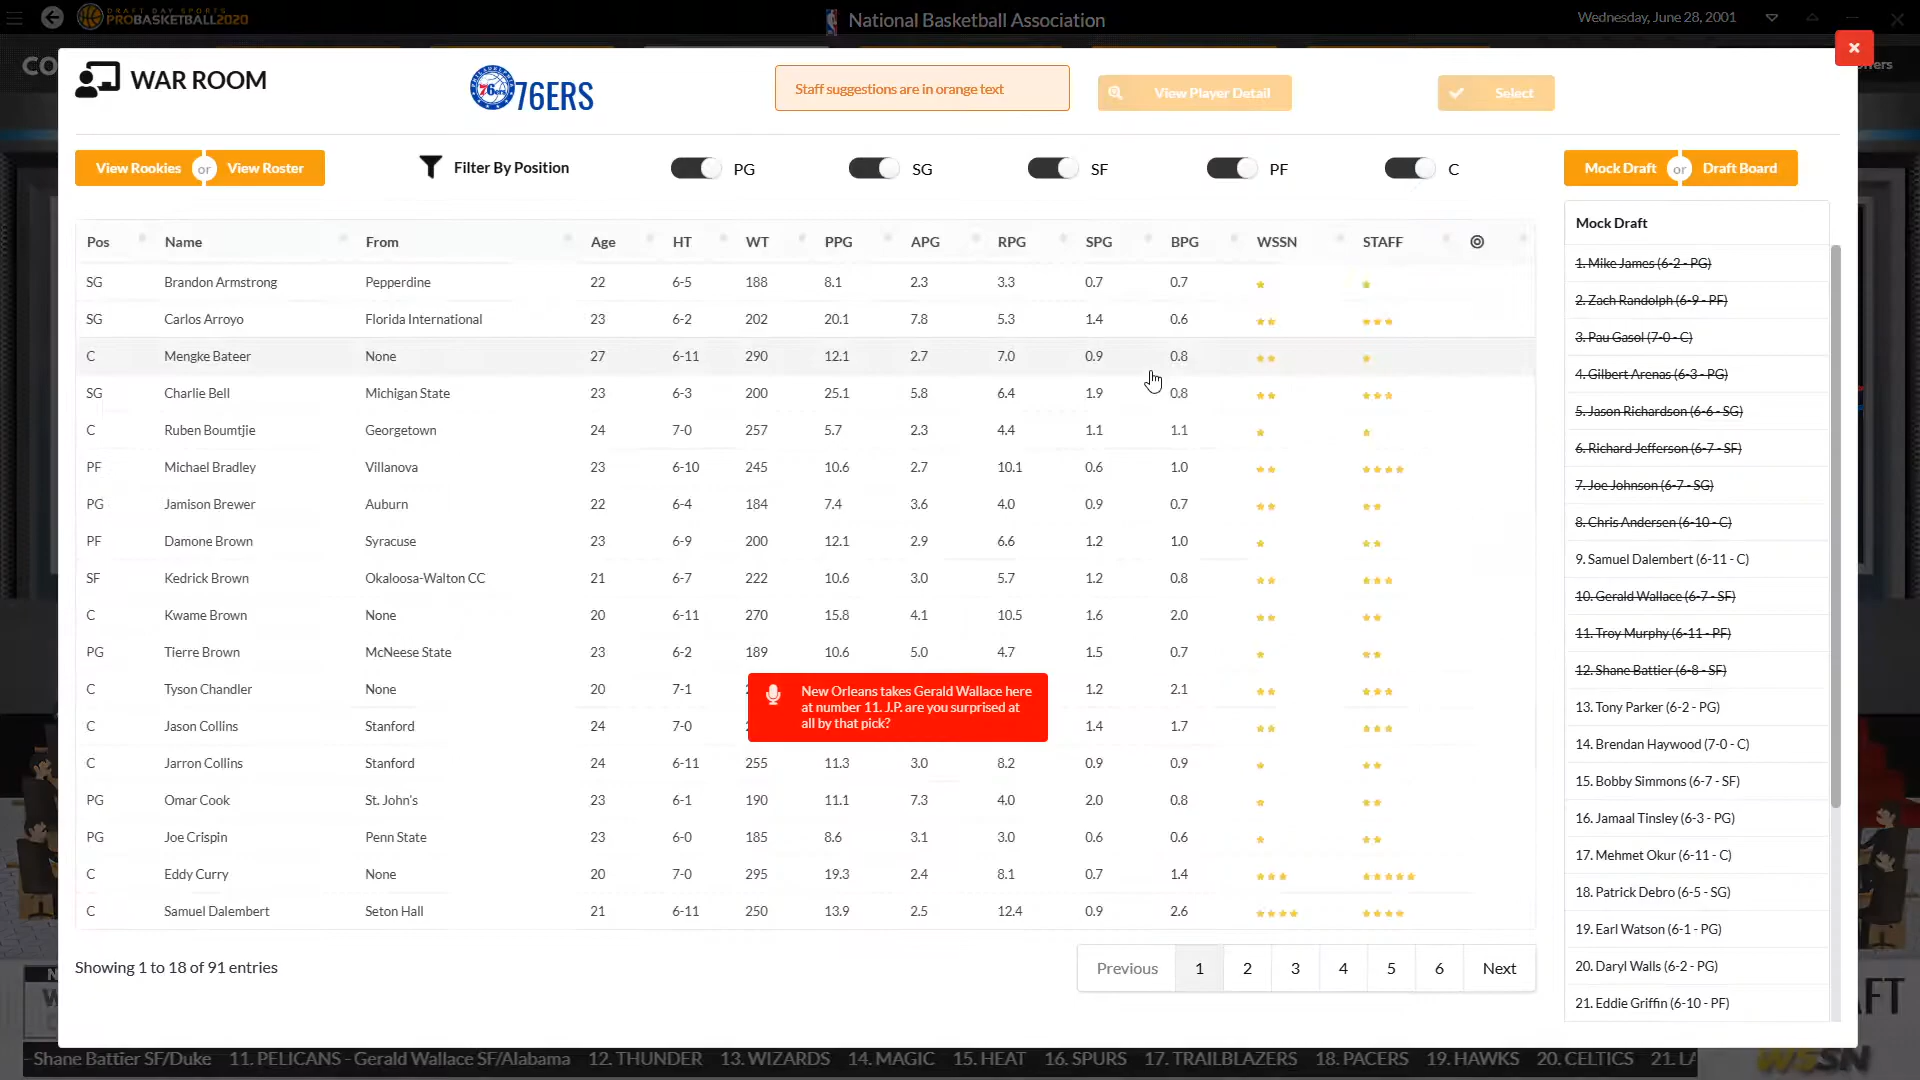 DRAFT DAY SPORTS
PROBASKETBALL2020
National Basketball Association
Wednesday, June 28, 2001
WAR ROOM
76ERS
Staff suggestions are in orange text
View Player Detail
Select
View Rookies or View Roster
Filter By Position
PG
SG
SF
PF
C
Mock Draft or Draft Board
Pos Name From Age HT WT PPG APG RPG SPG BPG WSSN STAFF
SG Brandon Armstrong Pepperdine 22 6-5 188 8.1 2.3 3.3 0.7 0.7
SG Carlos Arroyo Florida International 23 6-2 202 20.1 7.8 5.3 1.4 0.6
C Mengke Bateer None 27 6-11 290 12.1 2.7 7.0 0.9 0.8
SG Charlie Bell Michigan State 23 6-3 200 25.1 5.8 6.4 1.9 0.8
C Ruben Boumtjie Georgetown 24 7-0 257 5.7 2.3 4.4 1.1 1.1
PF Michael Bradley Villanova 23 6-10 245 10.6 2.7 10.1 0.6 1.0
PG Jamison Brewer Auburn 22 6-4 184 7.4 3.6 4.0 0.9 0.7
PF Damone Brown Syracuse 23 6-9 200 12.1 2.9 6.6 1.2 1.0
SF Kedrick Brown Okaloosa-Walton CC 21 6-7 222 10.6 3.0 5.7 1.2 0.8
C Kwame Brown None 20 6-11 270 15.8 4.1 10.5 1.6 2.0
PG Tierre Brown McNeese State 23 6-2 189 10.6 5.0 4.7 1.5 0.7
C Tyson Chandler None 20 7-1 1.2 2.1
C Jason Collins Stanford 24 7-0 1.4 1.7
C Jarron Collins Stanford 24 6-11 255 11.3 3.0 8.2 0.9 0.9
PG Omar Cook St. John's 23 6-1 190 11.1 7.3 4.0 2.0 0.8
PG Joe Crispin Penn State 23 6-0 185 8.6 3.1 3.0 0.6 0.6
C Eddy Curry None 20 7-0 295 19.3 2.4 8.1 0.7 1.4
C Samuel Dalembert Seton Hall 21 6-11 250 13.9 2.5 12.4 0.9 2.6
New Orleans takes Gerald Wallace here
at number 11. J.P. are you surprised at
all by that pick?
Showing 1 to 18 of 91 entries
Previous 1 2 3 4 5 6 Next
Mock Draft
1. Mike James (6-2 - PG)
2. Zach Randolph (6-9 - PF)
3. Pau Gasol (7-0 - C)
4. Gilbert Arenas (6-3 - PG)
5. Jason Richardson (6-6 - SG)
6. Richard Jefferson (6-7 - SF)
7. Joe Johnson (6-7 - SG)
8. Chris Andersen (6-10 - C)
9. Samuel Dalembert (6-11 - C)
10. Gerald Wallace (6-7 - SF)
11. Troy Murphy (6-11 - PF)
12. Shane Battier (6-8 - SF)
13. Tony Parker (6-2 - PG)
14. Brendan Haywood (7-0 - C)
15. Bobby Simmons (6-7 - SF)
16. Jamaal Tinsley (6-3 - PG)
17. Mehmet Okur (6-11 - C)
18. Patrick Debro (6-5 - SG)
19. Earl Watson (6-1 - PG)
20. Daryl Walls (6-2 - PG)
21. Eddie Griffin (6-10 - PF)
- Shane Battier SF/Duke 11. PELICANS - Gerald Wallace SF/Alabama 12. THUNDER 13. WIZARDS 14. MAGIC 15. HEAT 16. SPURS 17. TRAILBLAZERS 18. PACERS 19. HAWKS 20. CELTICS 21. LA
WSSN